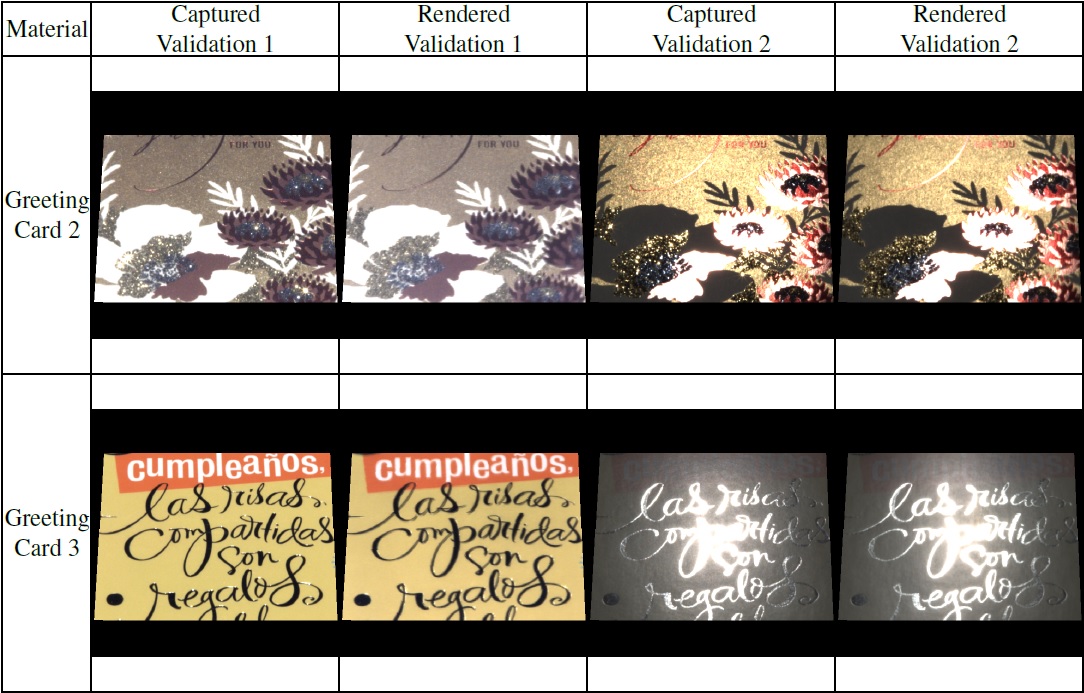 Material
Captured
Validation 1
Rendered
Validation 1
Captured
Validation 2
Rendered
Validation 2
Greeting
Card 2
FOR YOU
FOR YOU
FOR YOU
FOR YOU
Greeting
Card 3
cumpleaños,
las risas
compartidas
son
regalos
cumpleaños,
las risas
compartidas
son
regalos
las risas
compartidas
son
regalos
las risas
compartidas
son
regalos